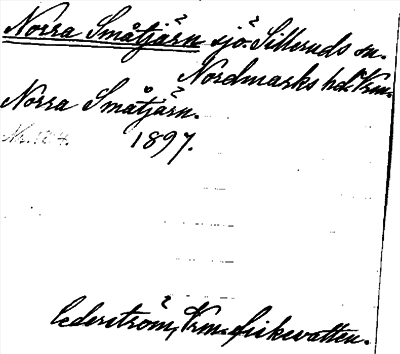 Norra Småtjärn sjö. Silleruds sn.
Nordmarks hd. Vrm.
Norra Småtjärn.
1897.
Cederström, Vrm. fiskevatten.